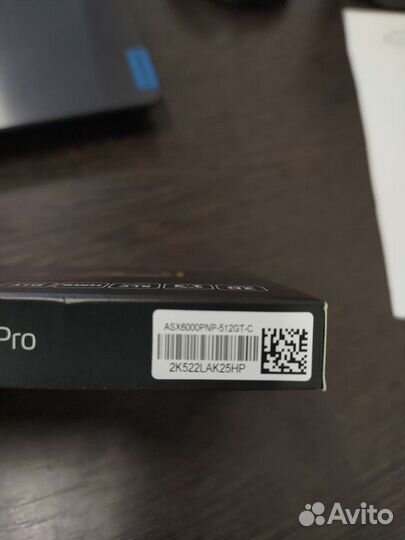 Pro
ASX6000PNP-512GT-C
2K522LAK25HP
Avito